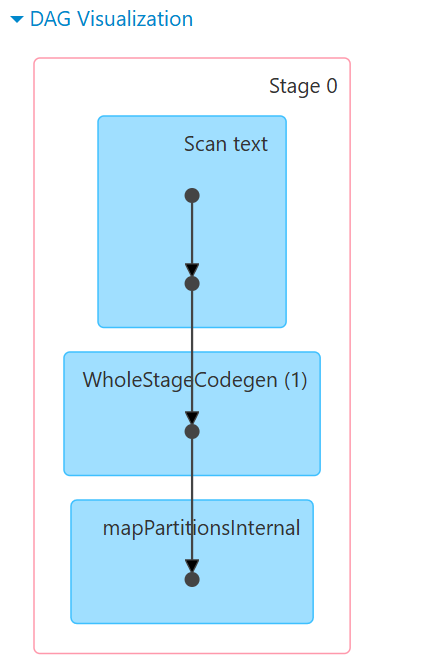 DAG Visualization
Stage 0
Scan text
WholeStageCodegen (1)
mapPartitionsInternal